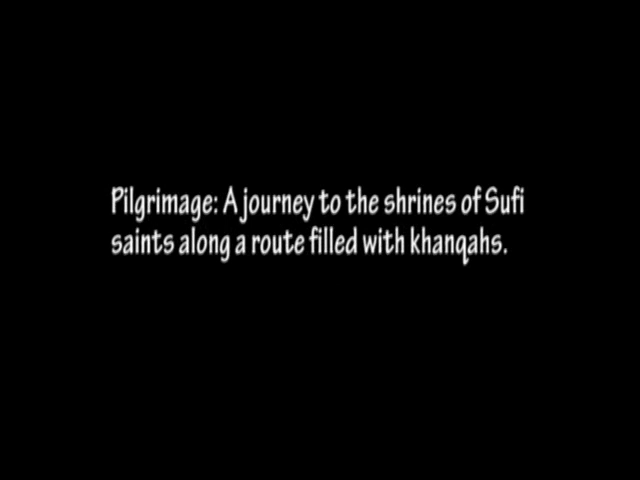 Pilgrimage: A journey to the shrines of Sufi
saints along a route filled with khanqahs.